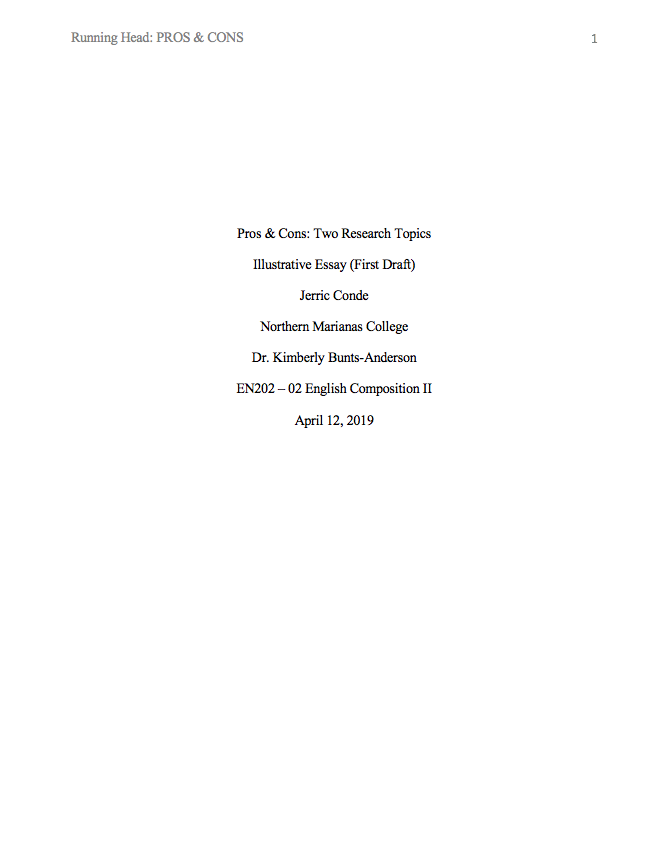 Running Head: PROS & CONS 1
Pros & Cons: Two Research Topics
Illustrative Essay (First Draft)
Jerric Conde
Northern Marianas College
Dr. Kimberly Bunts-Anderson
EN202 – 02 English Composition II
April 12, 2019